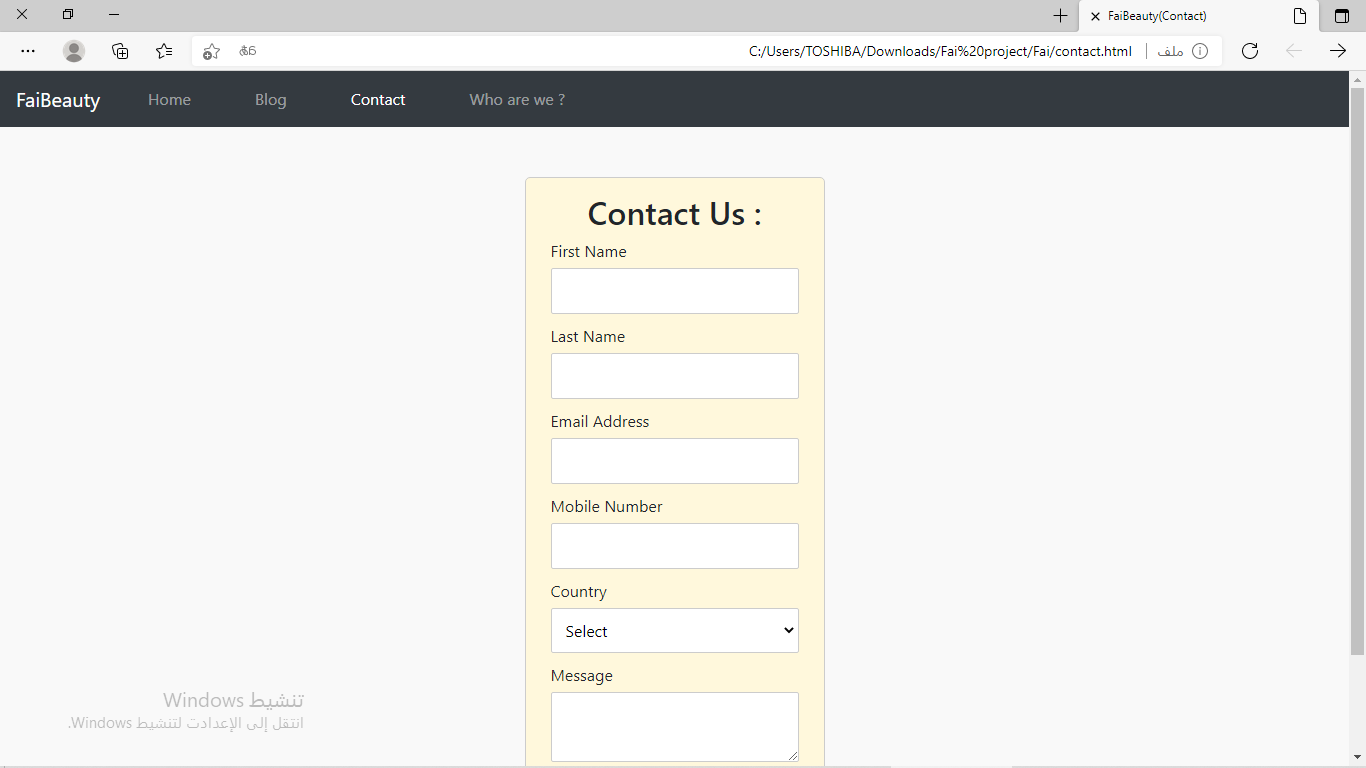 FaiBeauty(Contact)
C:/Users/TOSHIBA/Downloads/Fai%20project/Fai/contact.html
ملف
FaiBeauty
Home
Blog
Contact
Who are we ?
Contact Us :
First Name
Last Name
Email Address
Mobile Number
Country
Select
Message
تنشيط Windows
انتقل إلى الإعدادت لتنشيط Windows.